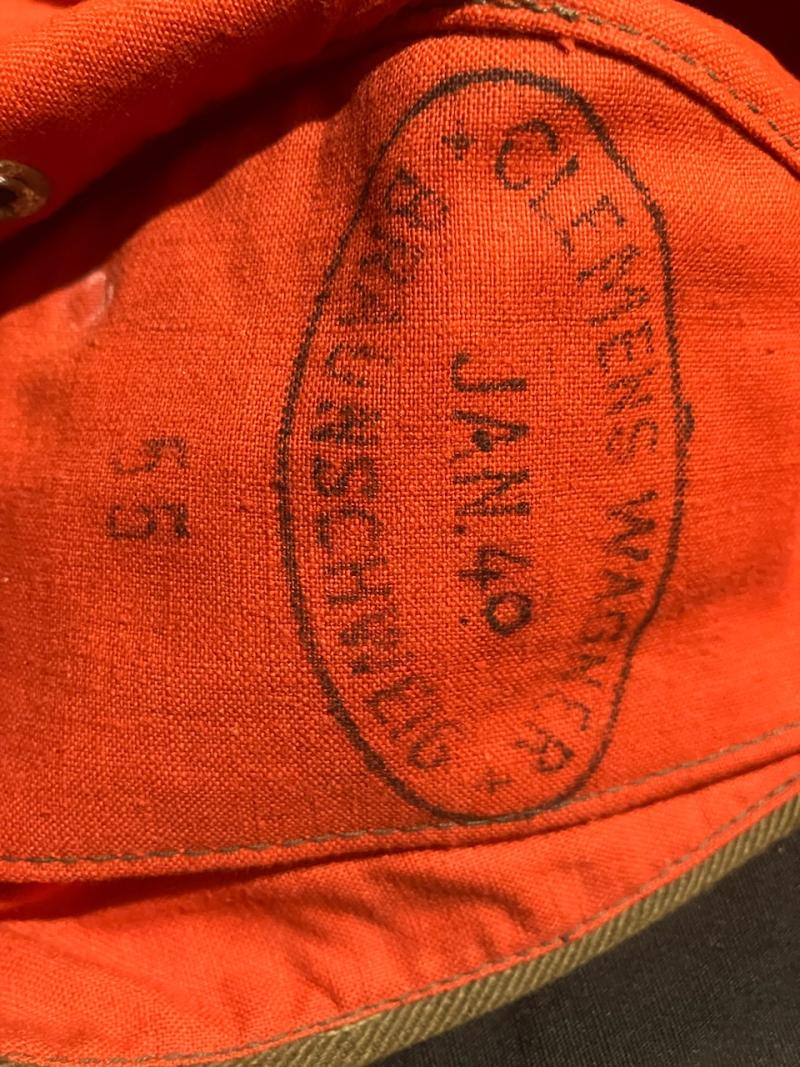 + CLEMENS WAGNER +
JAN.40.
BRAUNSCHWEIG
55